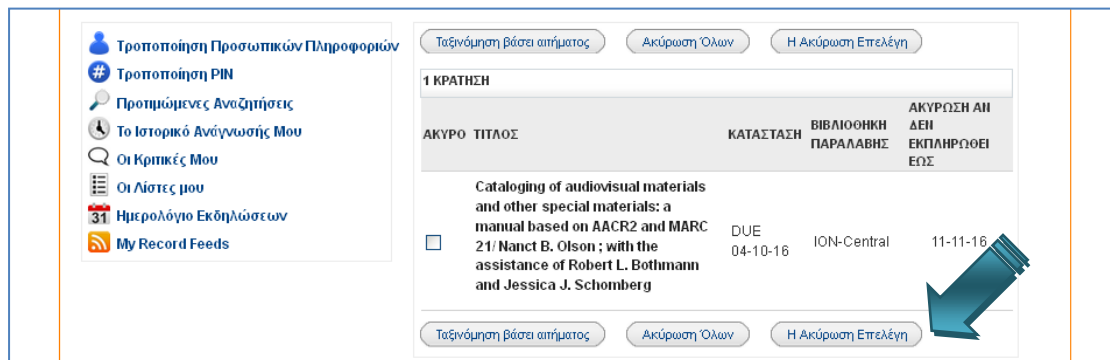 Τροποποίηση Προσωπικών Πληροφοριών
Τροποποίηση PIN
Προτιμώμενες Αναζητήσεις
Το Ιστορικό Ανάγνωσής Μου
Οι Κριτικές Μου
Οι Λίστες μου
31 Ημερολόγιο Εκδηλώσεων
My Record Feeds
Ταξινόμηση βάσει αιτήματος Ακύρωση Όλων Η Ακύρωση Επελέγη
1 ΚΡΑΤΗΣΗ
ΑΚΥΡΟ ΤΙΤΛΟΣ ΚΑΤΑΣΤΑΣΗ
ΒΙΒΛΙΟΘΗΚΗ
ΠΑΡΑΛΑΒΗΣ
ΑΚΥΡΩΣΗ ΑΝ
ΔΕΝ
ΕΚΠΛΗΡΩΘΕΙ
ΕΩΣ
Cataloging of audiovisual materials
and other special materials: a
manual based on AACR2 and MARC
21/ Nanct B. Olson ; with the
assistance of Robert L. Bothmann
and Jessica J. Schomberg
DUE
04-10-16
ION-Central
11-11-16
Ταξινόμηση βάσει αιτήματος Ακύρωση Όλων Η Ακύρωση Επελέγη